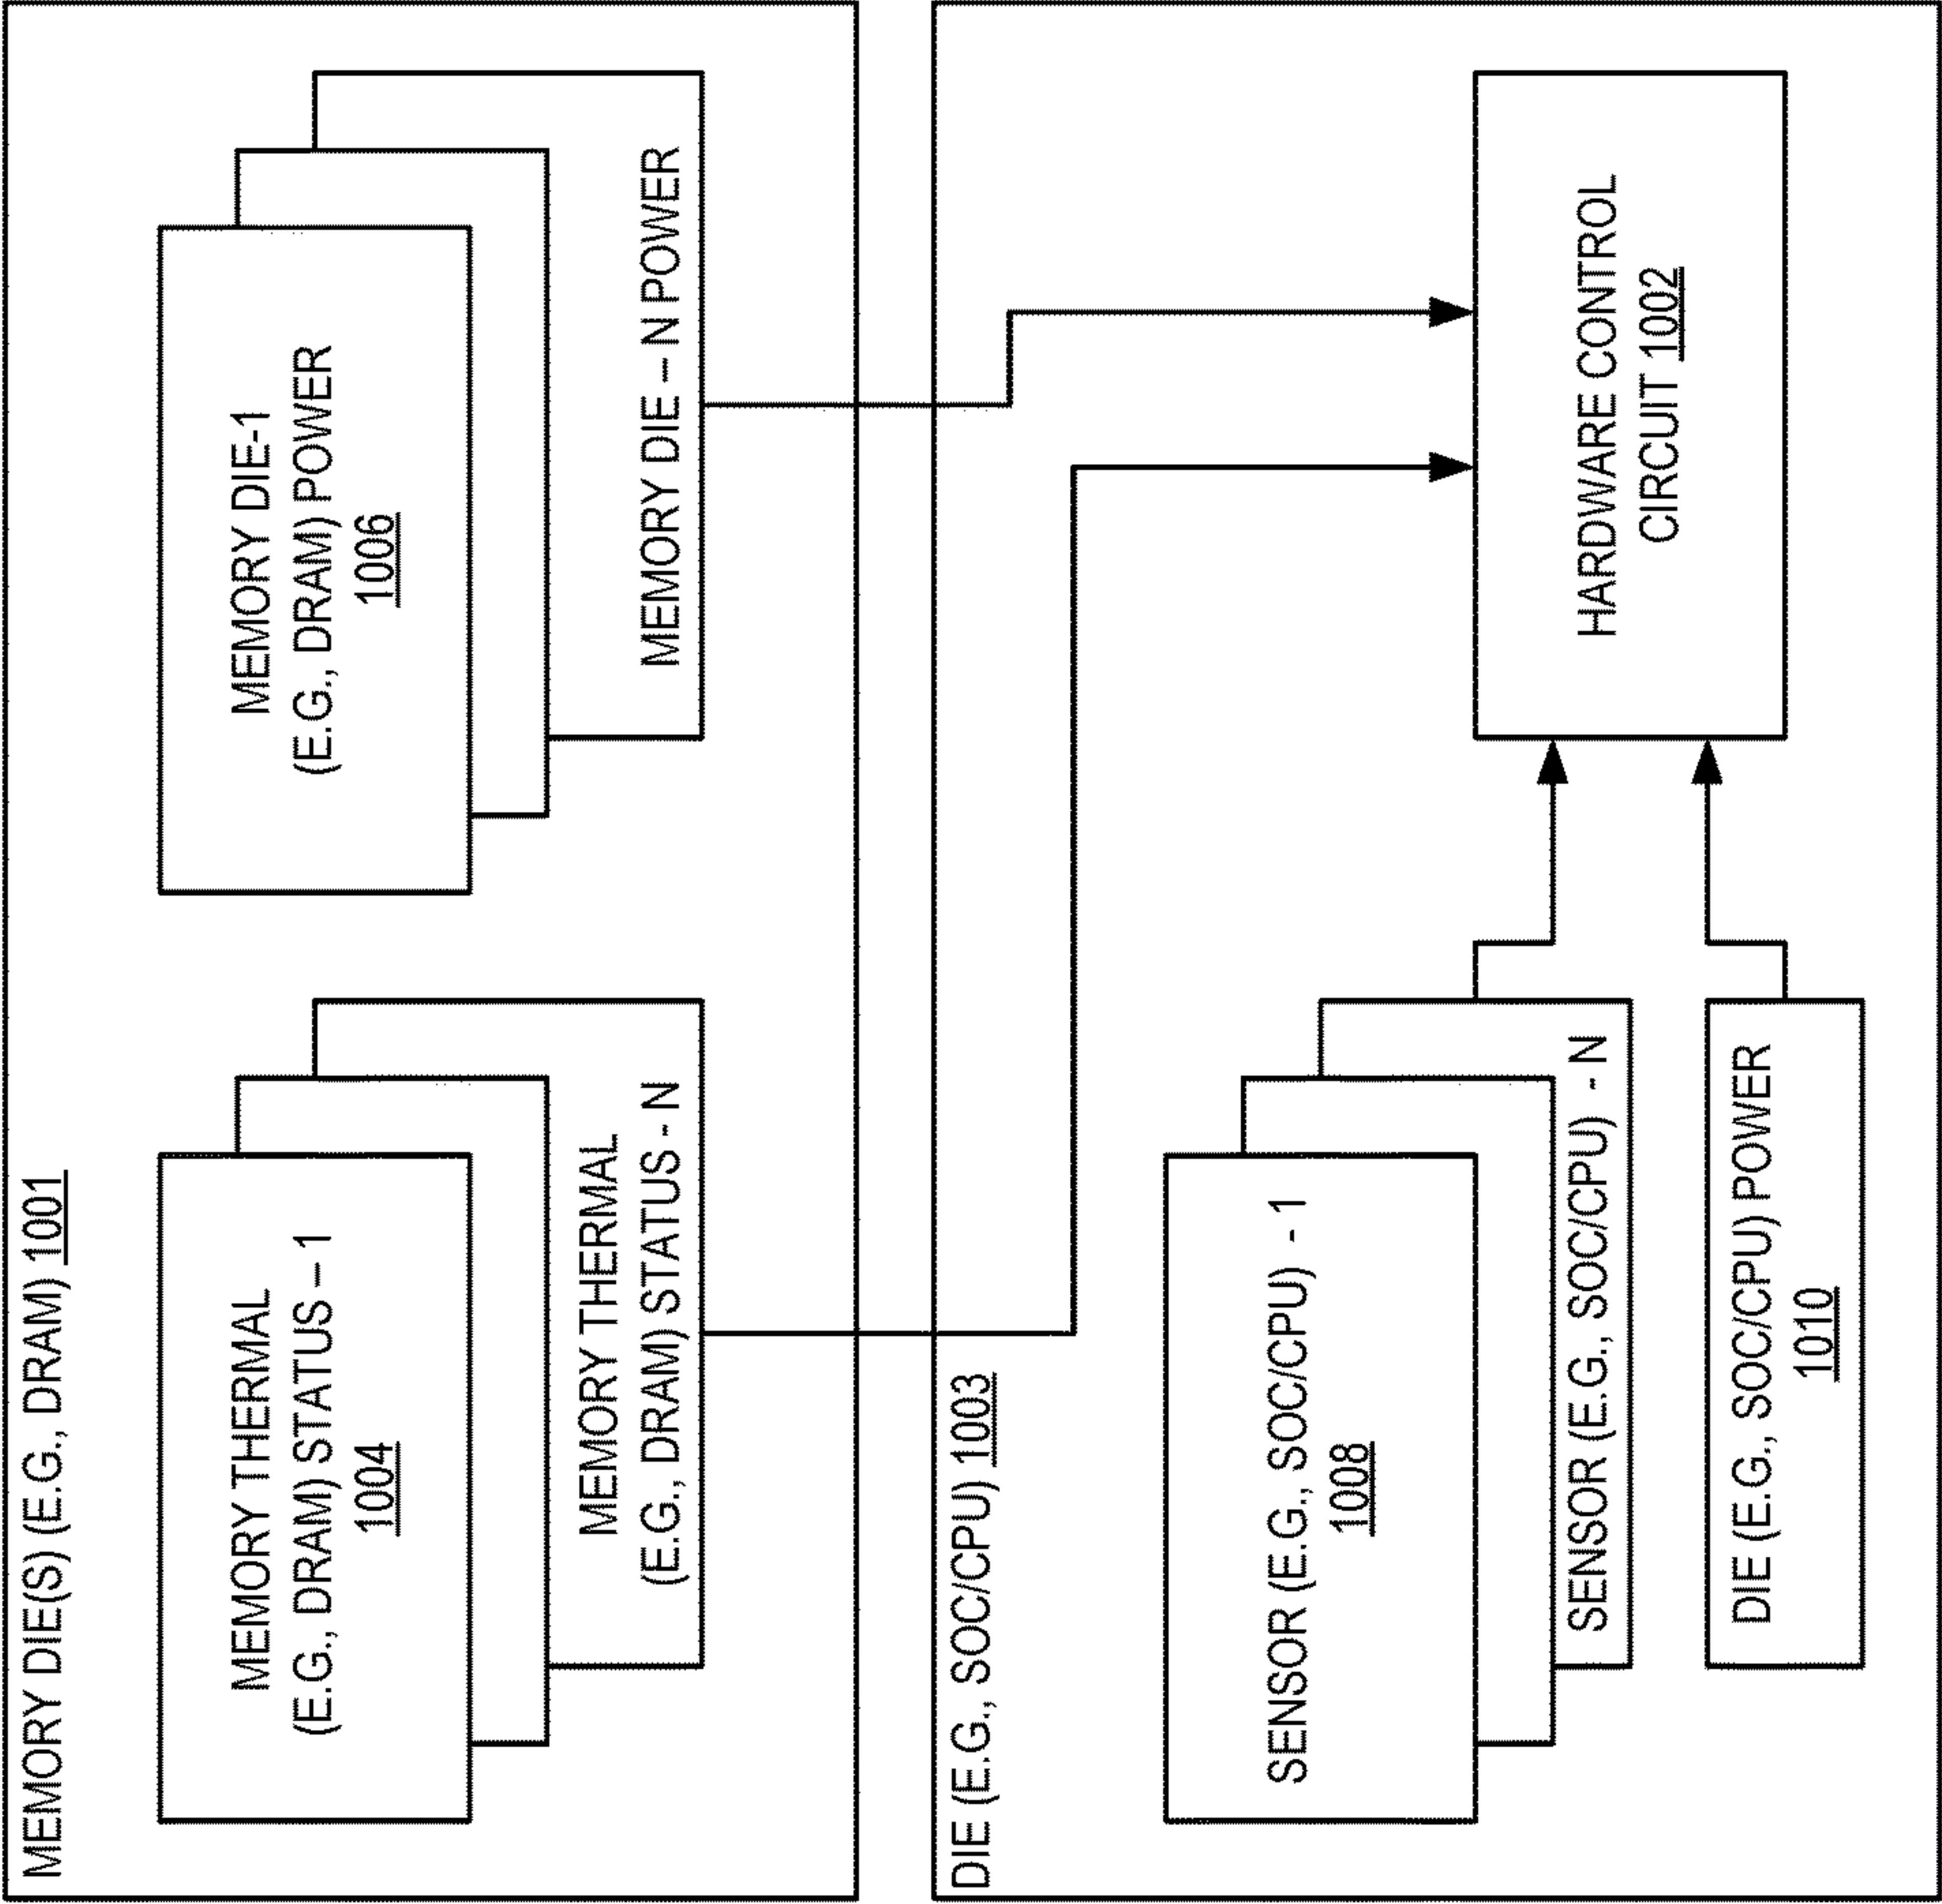 MEMORY DIE(S) (E.G., DRAM) 1001
MEMORY THERMAL
(E.G., DRAM) STATUS – 1
1004
MEMORY THERMAL
(E.G., DRAM) STATUS - N
MEMORY DIE-1
(E.G., DRAM) POWER
1006
MEMORY DIE – N POWER
DIE (E.G., SOC/CPU) 1003
SENSOR (E.G., SOC/CPU) - 1
1008
SENSOR (E.G., SOC/CPU) - N
DIE (E.G., SOC/CPU) POWER
1010
HARDWARE CONTROL
CIRCUIT 1002